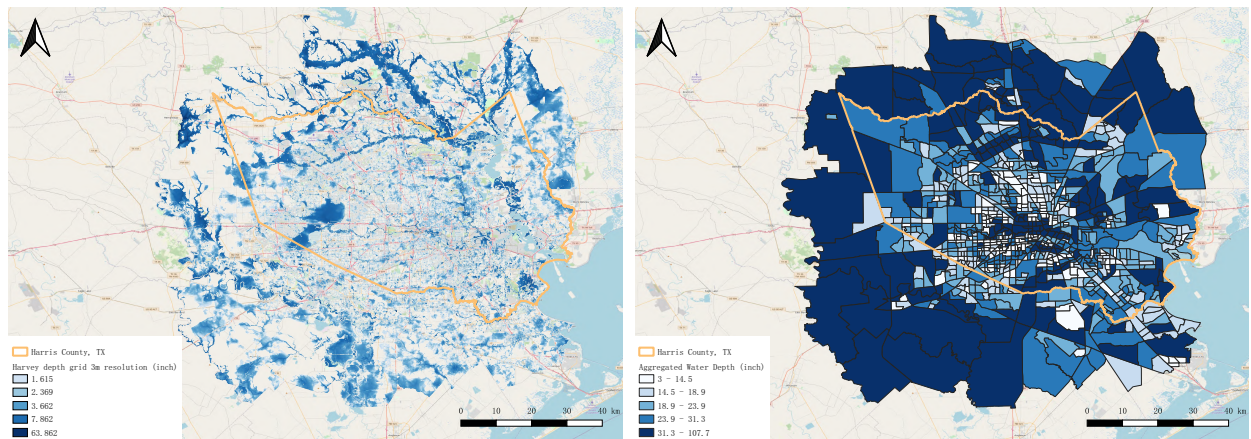 Harris County, TX
Harvey depth grid 3m resolution (inch)
1.615
2.369
3.662
7.862
63.862
0 10 20 30 40 km
Harris County, TX
Aggregated Water Depth (inch)
3 - 14.5
14.5 - 18.9
18.9 - 23.9
23.9 - 31.3
31.3 - 107.7
0 10 20 30 40 km